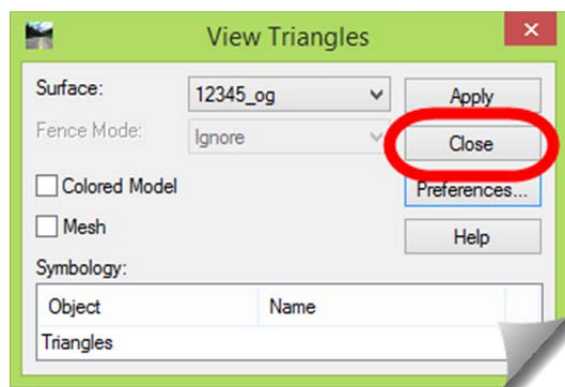 View Triangles
Surface: 12345_og Apply
Fence Mode: Ignore Close
Colored Model Preferences...
Mesh Help
Symbology:
Object Name
Triangles